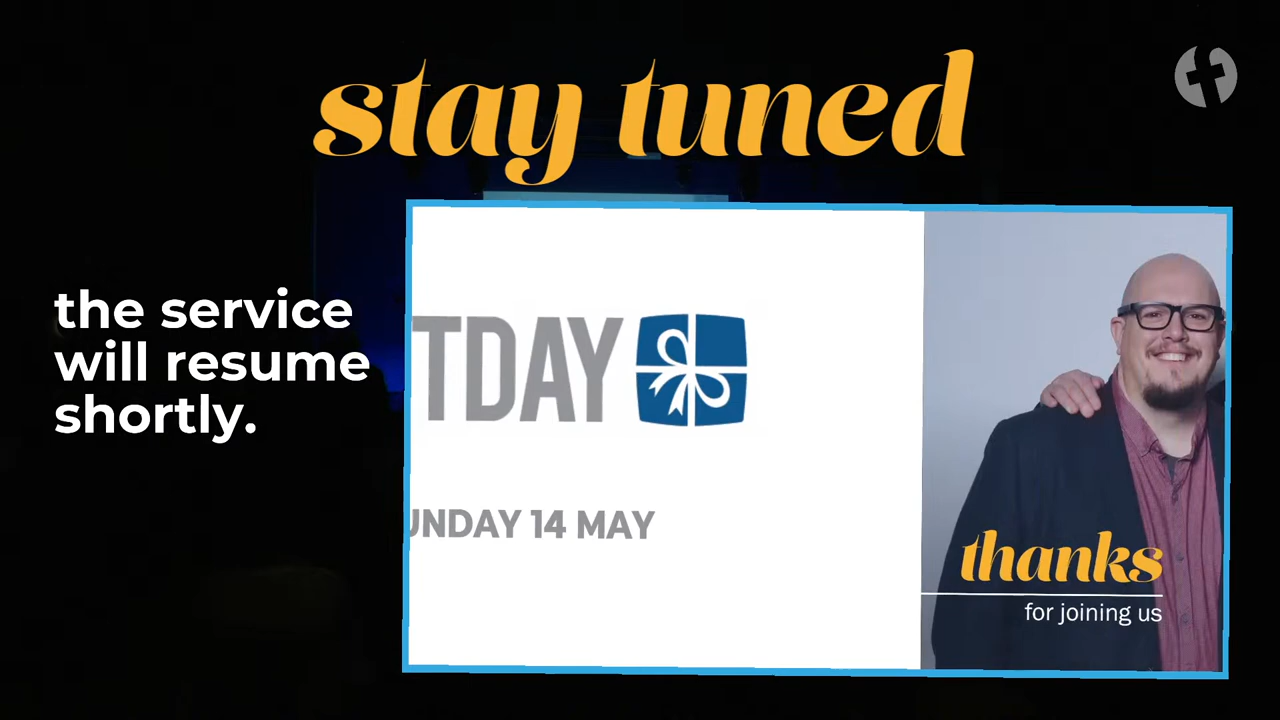 stay tuned
the service
will resume
shortly.
TDAY
UNDAY 14 MAY
thanks
for joining us